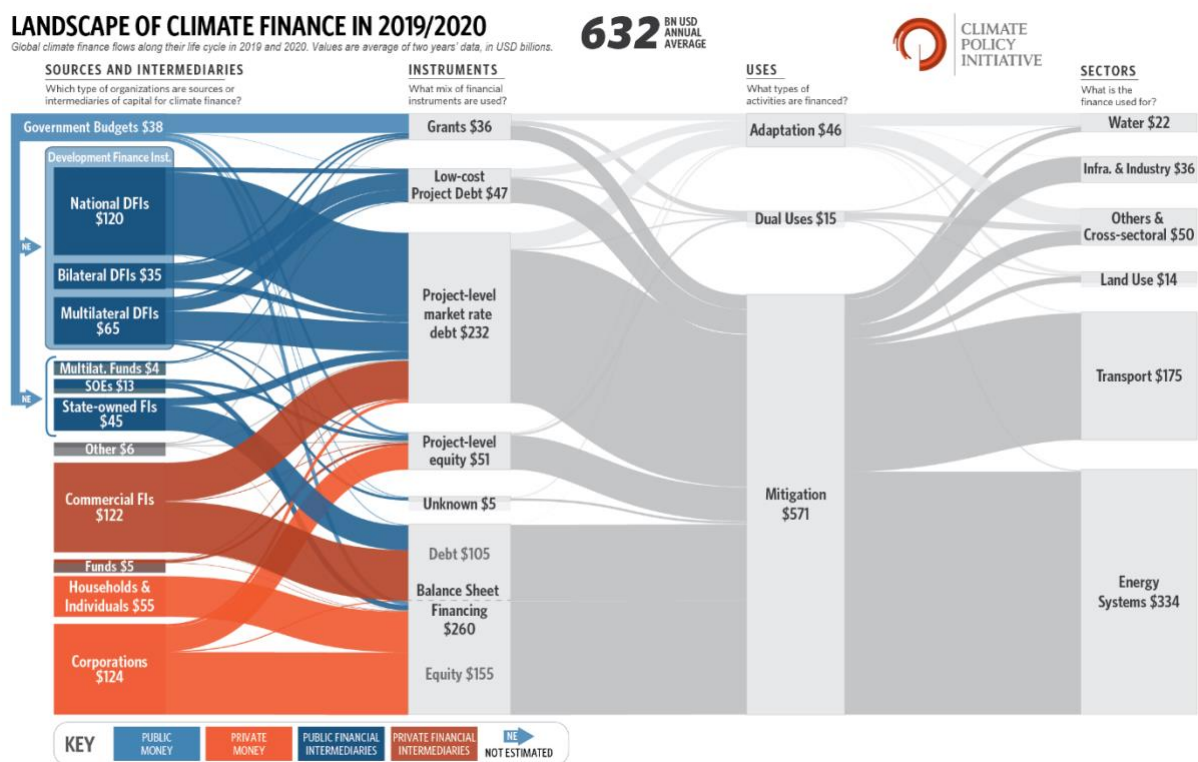 LANDSCAPE OF CLIMATE FINANCE IN 2019/2020
Global climate finance flows along their life cycle in 2019 and 2020. Values are average of two years' data, in USD billions.
632 BN USD
ANNUAL
AVERAGE
CLIMATE
POLICY
INITIATIVE
SOURCES AND INTERMEDIARIES
Which type of organizations are sources or
intermediaries of capital for climate finance?
INSTRUMENTS
What mix of financial
instruments are used?
USES
What types of
activities are financed?
SECTORS
What is the
finance used for?
Government Budgets $38
Development Finance Inst.
National DFIs
$120
NE
Bilateral DFIs $35
Multilateral DFIs
$65
Multilat. Funds $4
SOEs $13
NE
State-owned FIs
$45
Other $6
Commercial FIs
$122
Funds $5
Households &
Individuals $55
Corporations
$124
Grants $36
Low-cost
Project Debt $47
Project-level
market rate
debt $232
Project-level
equity $51
Unknown $5
Debt $105
Balance Sheet
Financing
$260
Equity $155
Adaptation $46
Dual Uses $15
Mitigation
$571
Water $22
Infra. & Industry $36
Others &
Cross-sectoral $50
Land Use $14
Transport $175
Energy
Systems $334
KEY
PUBLIC
MONEY
PRIVATE
MONEY
PUBLIC FINANCIAL
INTERMEDIARIES
PRIVATE FINANCIAL
INTERMEDIARIES
NE
NOT ESTIMATED